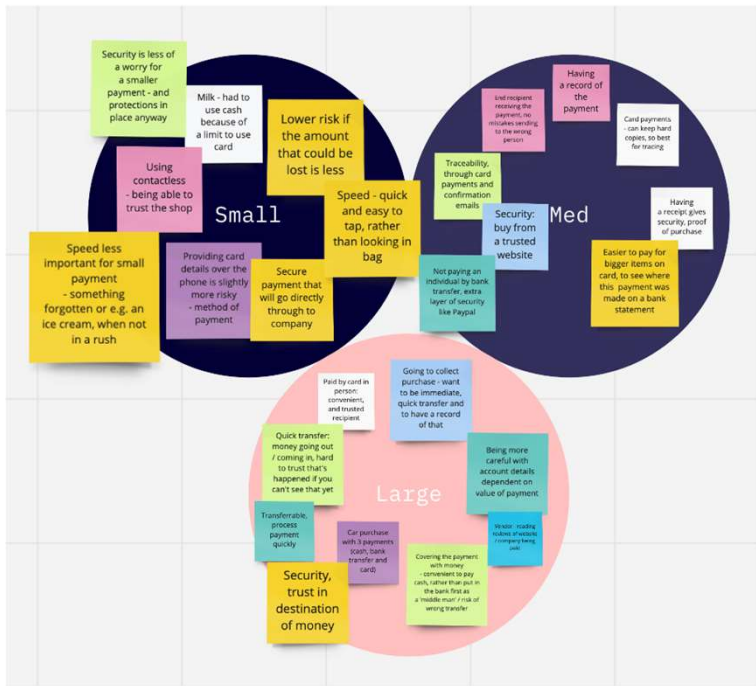 Security is less of
a worry for
a smaller
payment - and
protections in
place anyway
Milk - had to
use cash
because of
a limit to use
card
Lower risk if
the amount
that could be
lost is less
Using
contactless
- being able to
trust the shop
Small
Speed - quick
and easy to
tap, rather
than looking in
bag
Speed less
important for small
payment
- something
forgotten or e.g. an
ice cream, when not
in a rush
Providing card
details over the
phone is slightly
more risky
- method of
payment
Secure
payment that
will go directly
through to
company
End recipient
receiving the
payment, no
mistakes sending
to the wrong
person
Having
a record of
the
payment
Card payments
- can keep hard
copies, so best
for tracing
Traceability,
through card
payments and
confirmation
emails
Security:
buy from
a trusted
website
Med
Having
a receipt gives
security, proof
of purchase
Not paying an
individual by bank
transfer, extra
layer of security
like Paypal
Easier to pay for
bigger items on
card, to see where
this payment was
made on a bank
statement
Paid by card in
person:
convenient,
and trusted
recipient
Going to collect
purchase - want
to be immediate,
quick transfer and
to have a record
of that
Quick transfer:
money going out
/ coming in, hard
to trust that's
happened if you
can't see that yet
Large
Being more
careful with
account details
dependent on
value of payment
Transferrable,
process
payment
quickly
Car purchase
with 3 payments
(cash, bank
transfer and
card)
reading
reviews of website
/ company being
paid
Covering the payment
with money
- convenient to pay
cash, rather than put in
the bank first as
a 'middle man' / risk of
wrong transfer
Security,
trust in
destination
of money